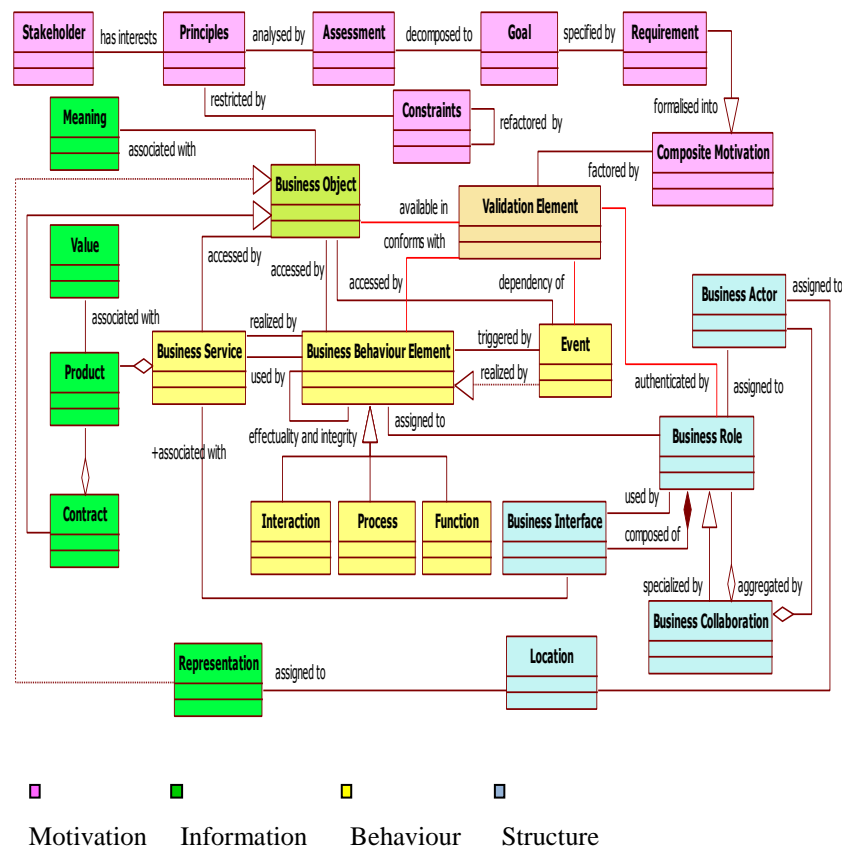 Stakeholder
has interests
Principles
analysed by
Assessment
decomposed to
Goal
specified by
Requirement
restricted by
Constraints
refactored by
formalised into
Meaning
associated with
Composite Motivation
factored by
Business Object
available in
Validation Element
conforms with
Value
accessed by
accessed by
accessed by
dependency of
Business Actor
assigned to
associated with
realized by
Business Service
Business Behaviour Element
triggered by
Event
Product
used by
realized by
authenticated by
assigned to
effectuality and integrity
assigned to
+associated with
Business Role
Contract
Interaction
Process
Function
Business Interface
used by
composed of
specialized by
aggregated by
Business Collaboration
Representation
assigned to
Location
Motivation Information Behaviour Structure